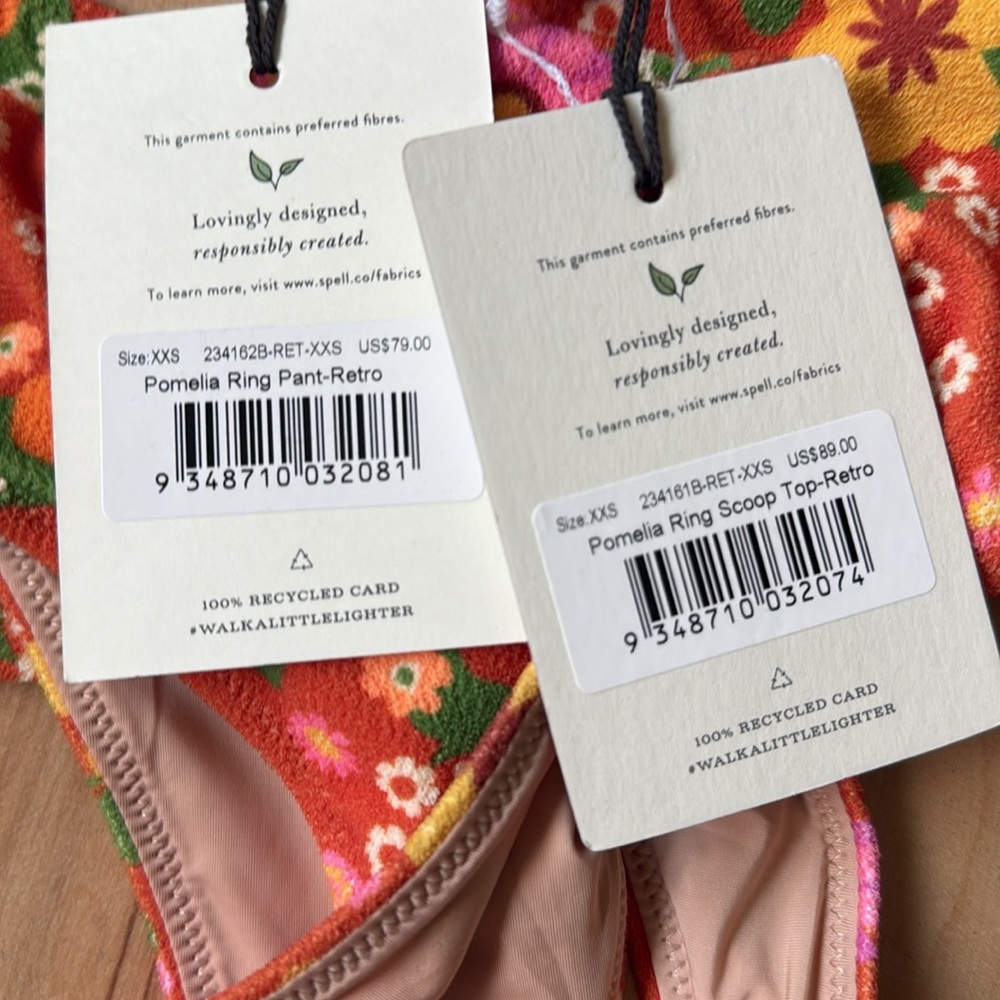 This garment contains preferred fibres.
Lovingly designed,
responsibly created.
To learn more, visit www.spell.co/fabrics
Size:XXS 234162B-RET-XXS US$79.00
Pomelia Ring Pant-Retro
9 348710 032081
100% RECYCLED CARD
#WALKALITTLELIGHTER
This garment contains preferred fibres.
Lovingly designed,
responsibly created.
To learn more, visit www.spell.co/fabrics
Size:XXS 234161B-RET-XXS US$89.00
Pomelia Ring Scoop Top-Retro
9 348710 032074
100% RECYCLED CARD
#WALKALITTLELIGHTER